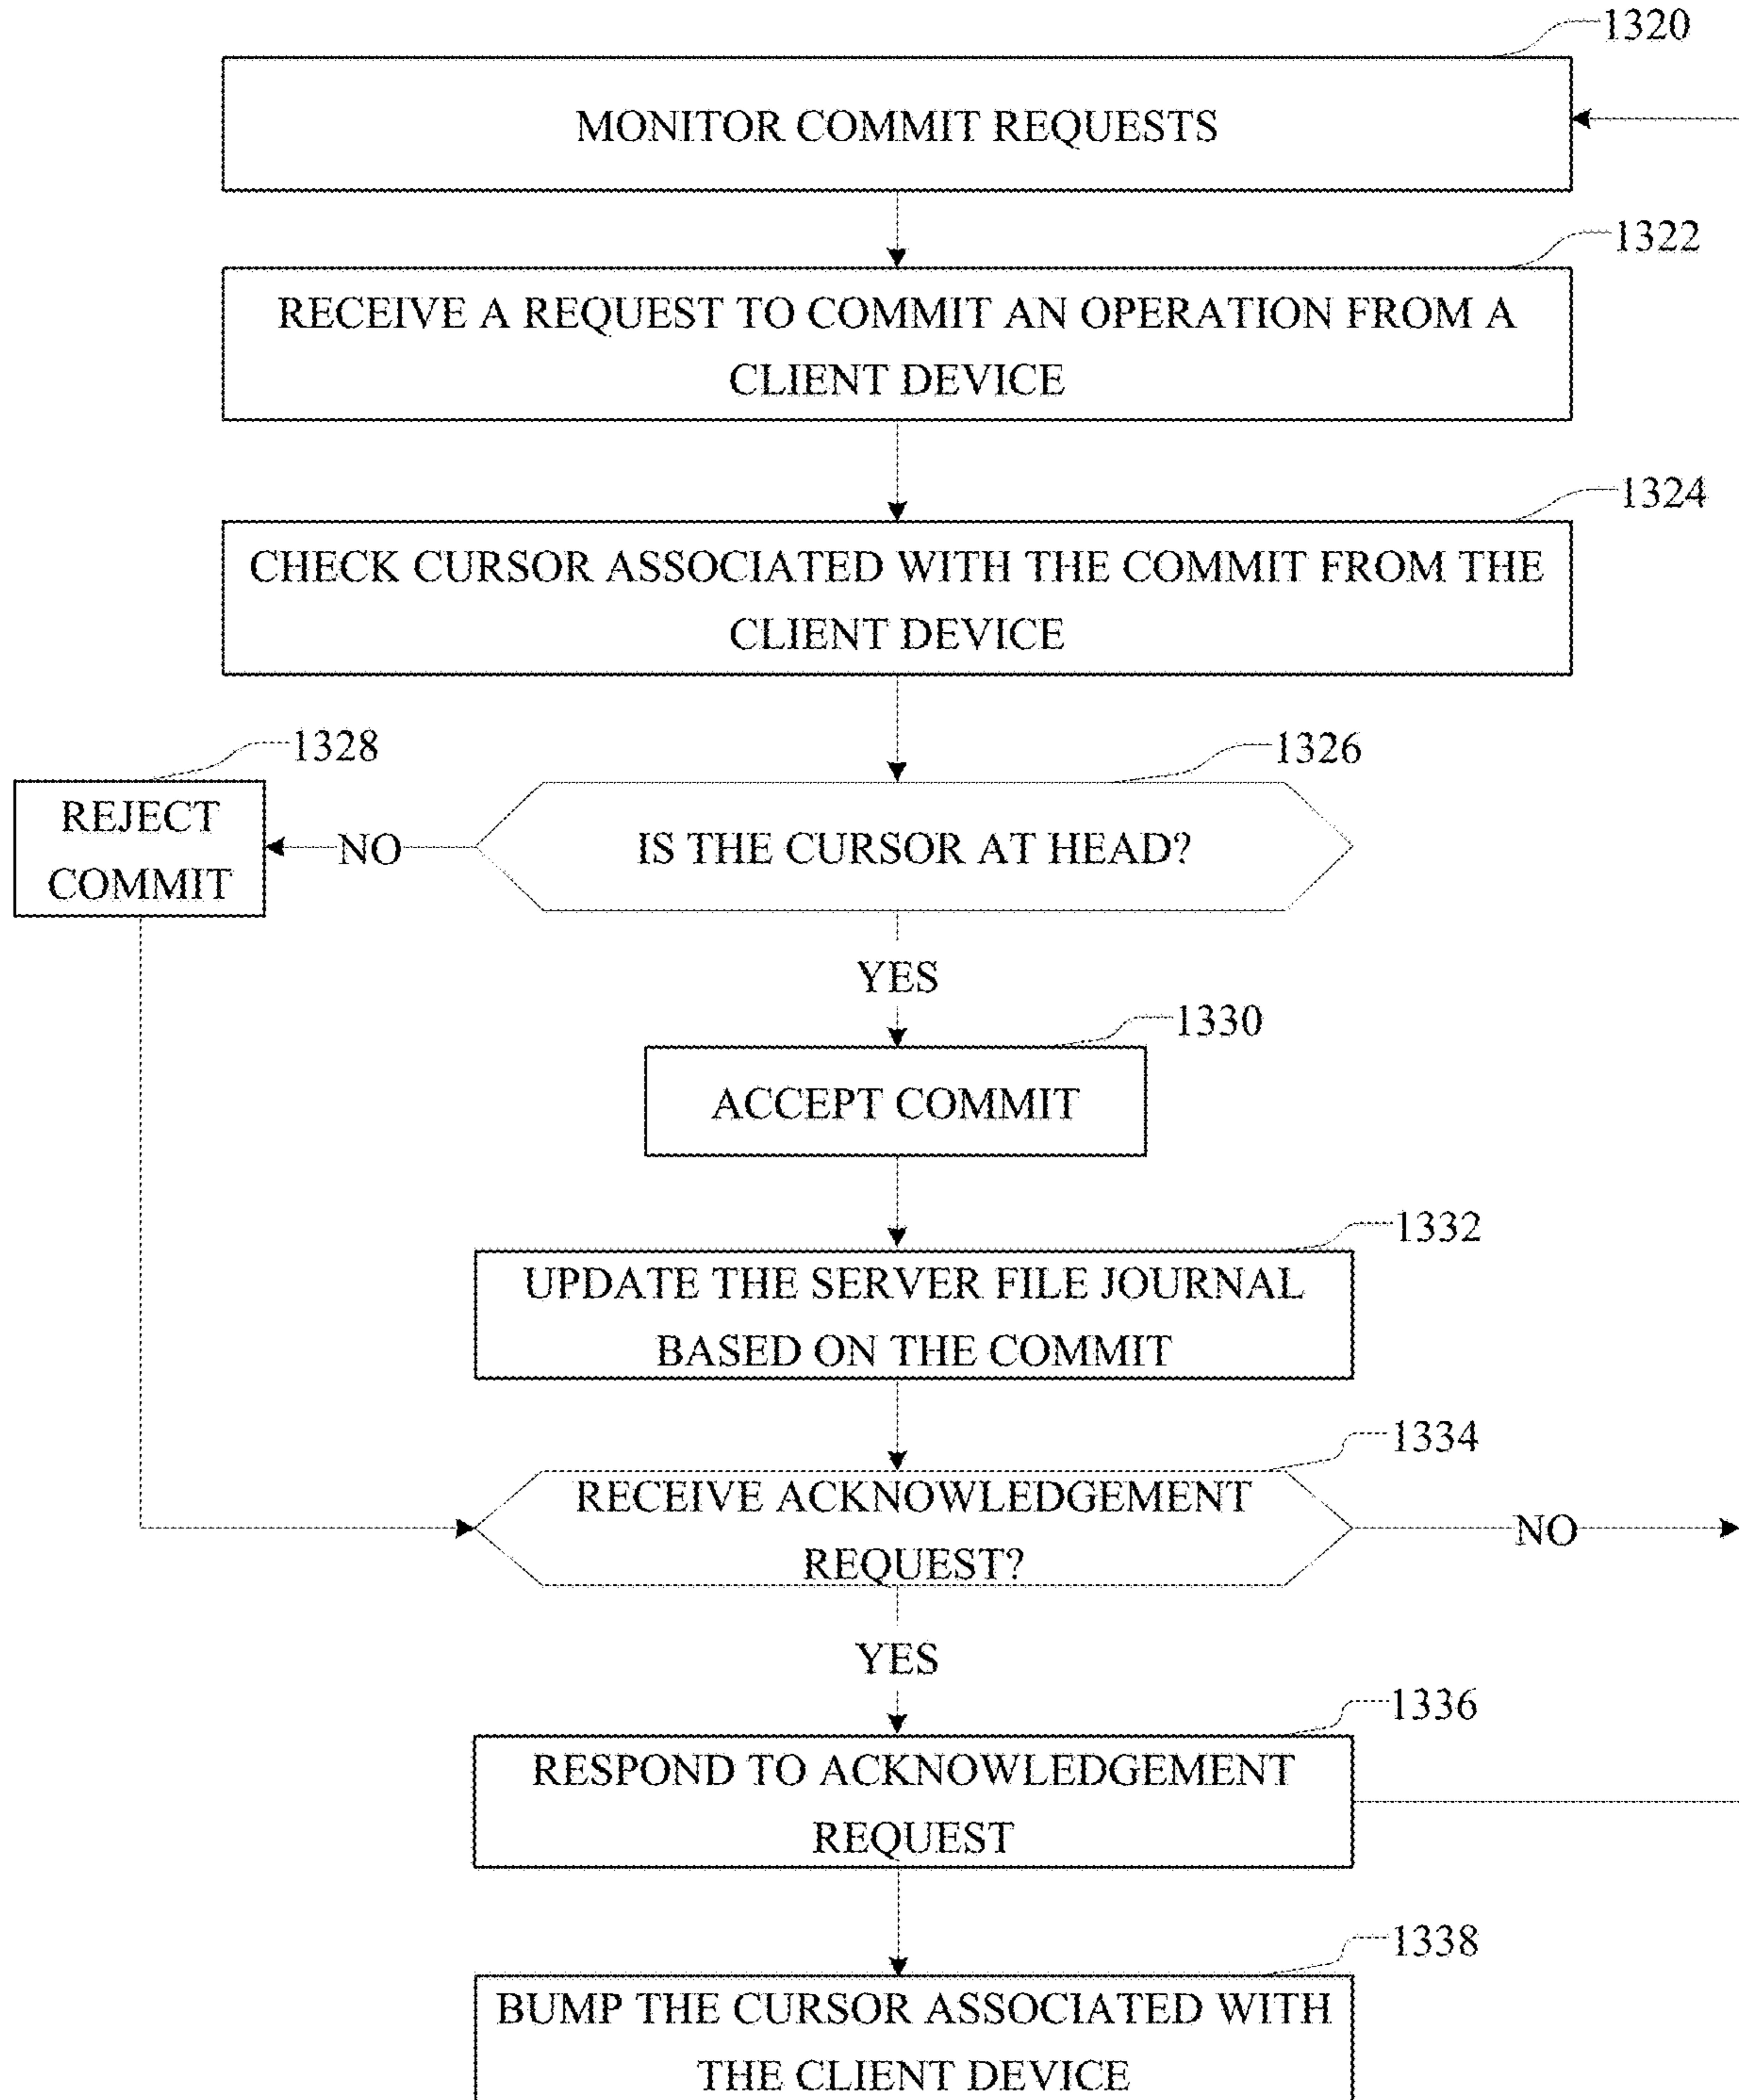 1320
MONITOR COMMIT REQUESTS
1322
RECEIVE A REQUEST TO COMMIT AN OPERATION FROM A
CLIENT DEVICE
1324
CHECK CURSOR ASSOCIATED WITH THE COMMIT FROM THE
CLIENT DEVICE
1328
1326
REJECT
COMMIT
NO
IS THE CURSOR AT HEAD?
YES
1330
ACCEPT COMMIT
1332
UPDATE THE SERVER FILE JOURNAL
BASED ON THE COMMIT
1334
RECEIVE ACKNOWLEDGEMENT
REQUEST?
NO
YES
1336
RESPOND TO ACKNOWLEDGEMENT
REQUEST
1338
BUMP THE CURSOR ASSOCIATED WITH
THE CLIENT DEVICE